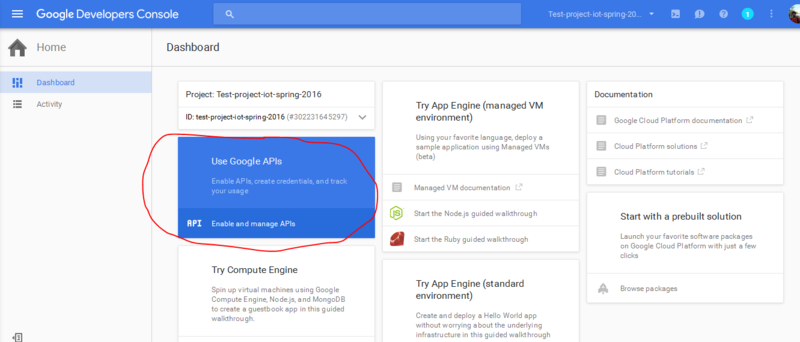 Google Developers Console
Test-project-iot-spring-20...
1
Home
Dashboard
Dashboard
Activity
Project: Test-project-iot-spring-2016
ID: test-project-iot-spring-2016 (#302231645297)
Use Google APIs
Enable APIs, create credentials, and track
your usage
API
Enable and manage APIs
Try Compute Engine
Spin up virtual machines using Google
Compute Engine, Node.js, and MongoDB
to create a guestbook app in this guided
walkthrough.
Try App Engine (managed VM
environment)
Using your favorite language, deploy a
sample application using Managed VMs
(beta)
Managed VM documentation
Start the Node.js guided walkthrough
Start the Ruby guided walkthrough
Try App Engine (standard
environment)
Create and deploy a Hello World app
without worrying about the underlying
infrastructure in this guided walkthrough
Documentation
Google Cloud Platform documentation
Cloud Platform solutions
Cloud Platform tutorials
Start with a prebuilt solution
Launch your favorite software packages
on Google Cloud Platform with just a few
clicks
Browse packages